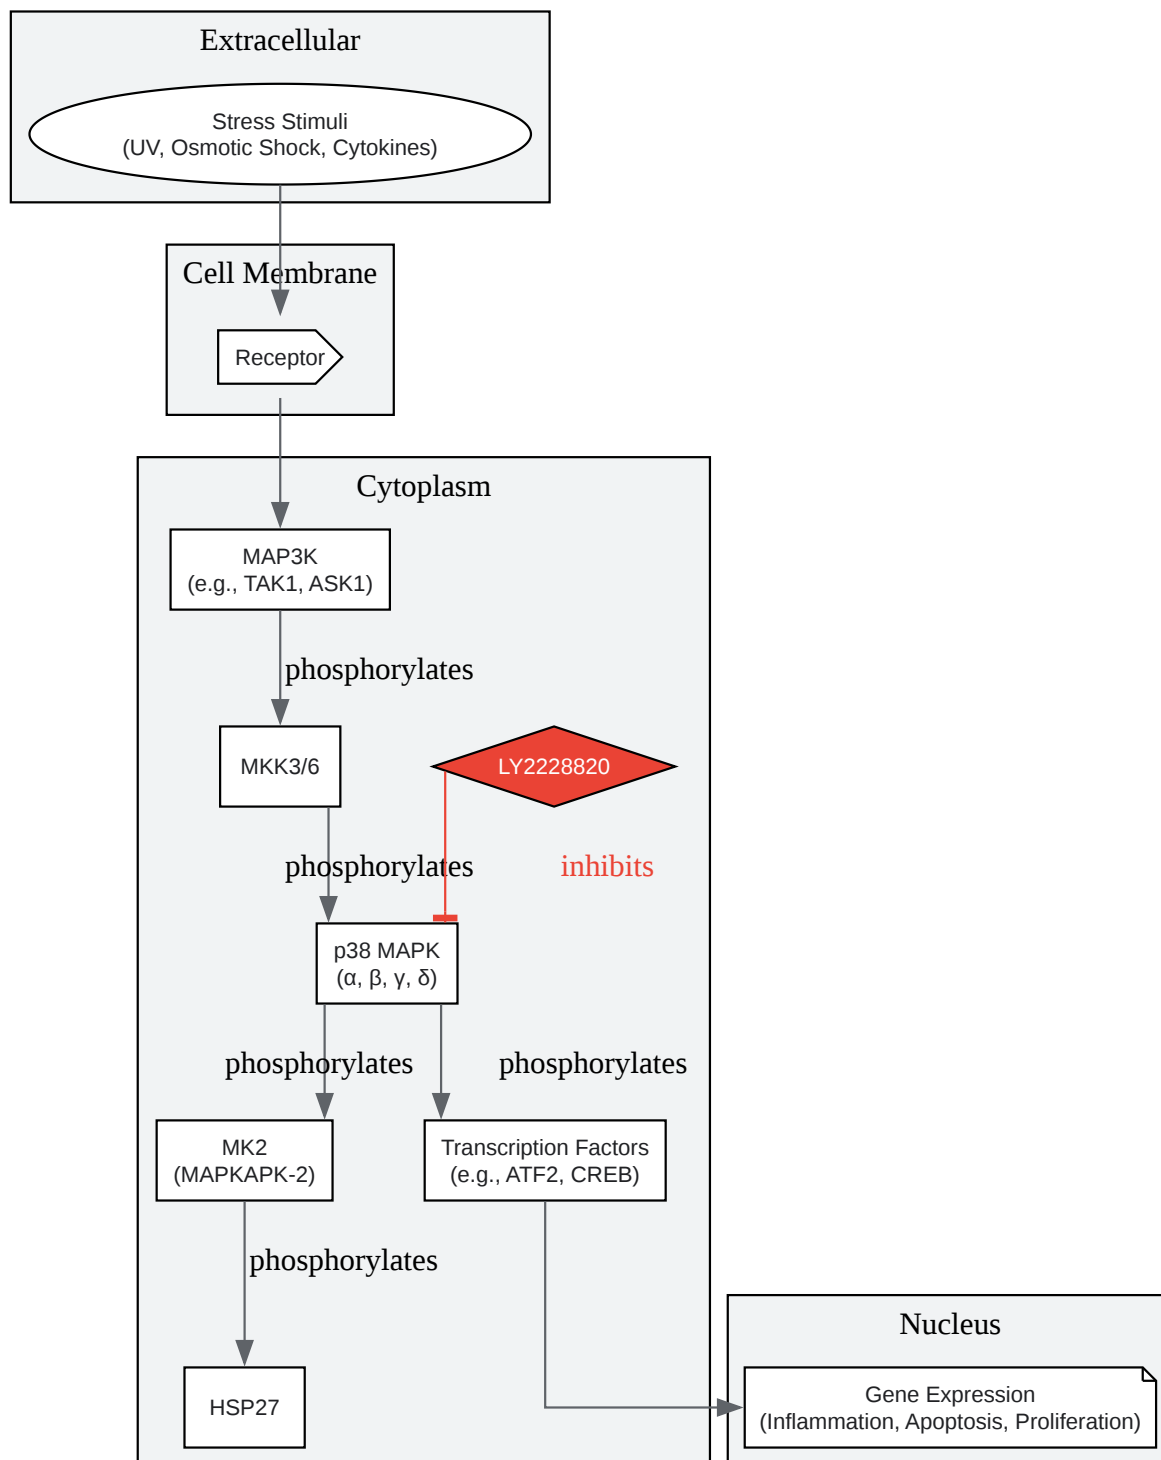 Extracellular
Stress Stimuli
(UV, Osmotic Shock, Cytokines)
Cell Membrane
Receptor
Cytoplasm
MAP3K
(e.g., TAK1, ASK1)
phosphorylates
MKK3/6
LY2228820
phosphorylates
inhibits
p38 MAPK
(α, β, γ, δ)
phosphorylates
phosphorylates
MK2
(MAPKAPK-2)
Transcription Factors
(e.g., ATF2, CREB)
phosphorylates
HSP27
Nucleus
Gene Expression
(Inflammation, Apoptosis, Proliferation)